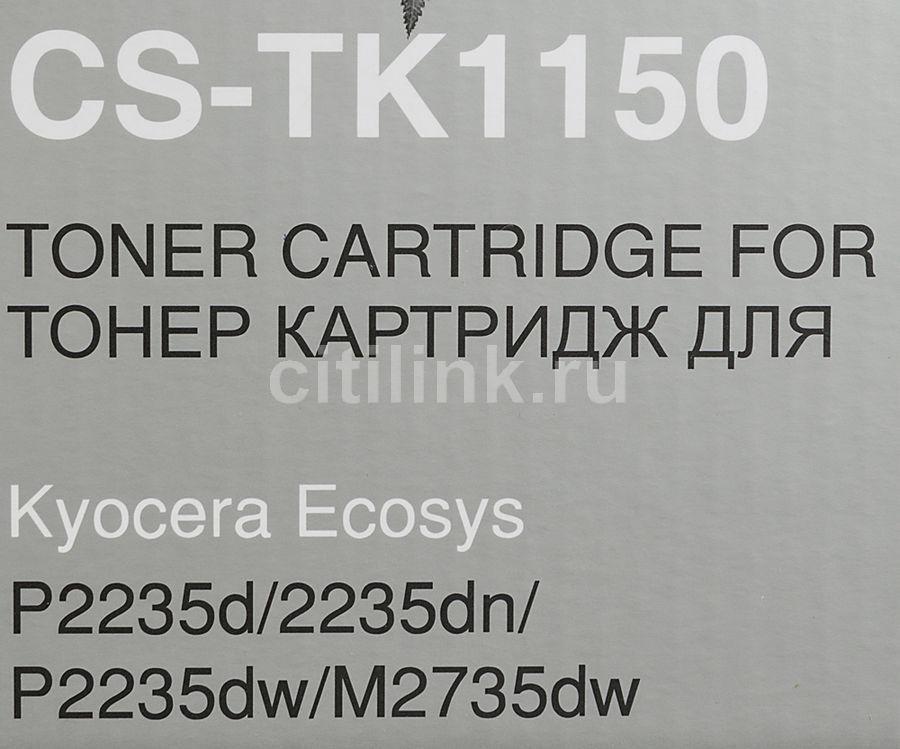 CS-TK1150
TONER CARTRIDGE FOR
ТОНЕР КАРТРИДЖ ДЛЯ
citilink.ru
Kyocera Ecosys
P2235d/2235dn/
P2235dw/M2735dw